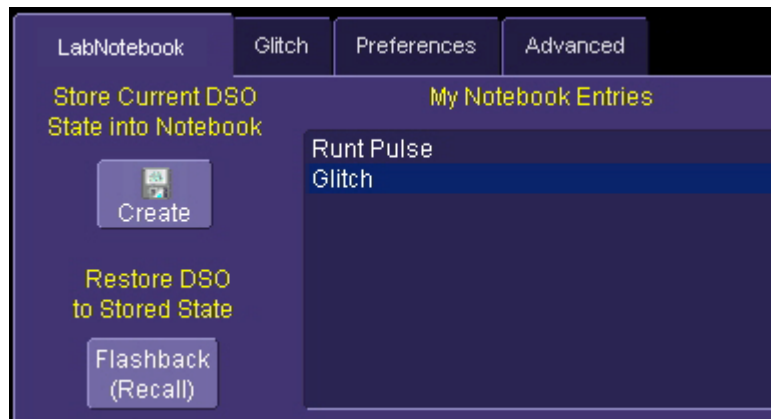 LabNotebook
Glitch
Preferences
Advanced
Store Current DSO
State into Notebook
Create
Restore DSO
to Stored State
Flashback
(Recall)
My Notebook Entries
Runt Pulse
Glitch